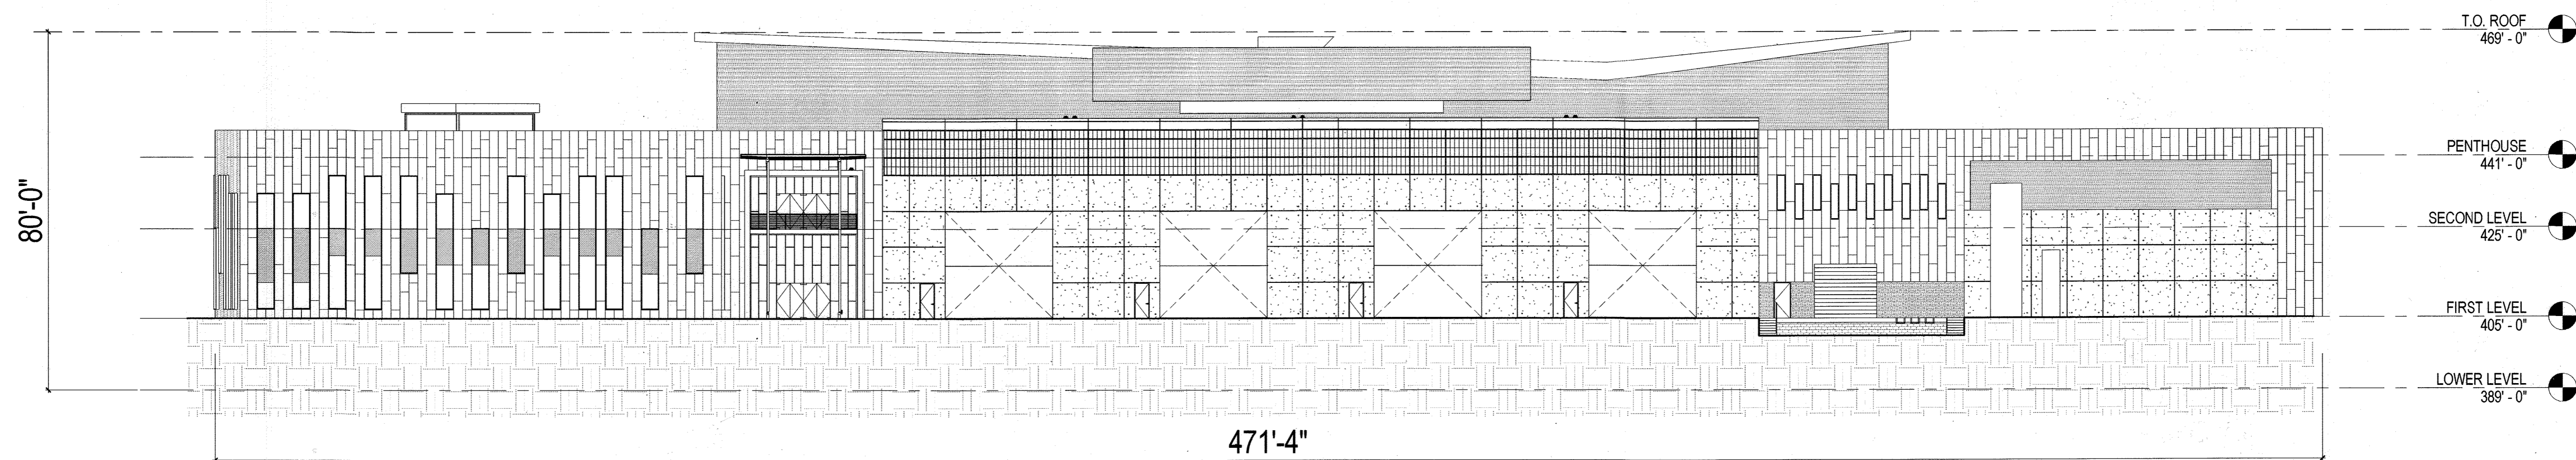 T.O. ROOF
469' - 0"
PENTHOUSE
441' - 0"
80'-0"
SECOND LEVEL
425' - 0"
FIRST LEVEL
405' - 0"
LOWER LEVEL
389' - 0"
471'-4"